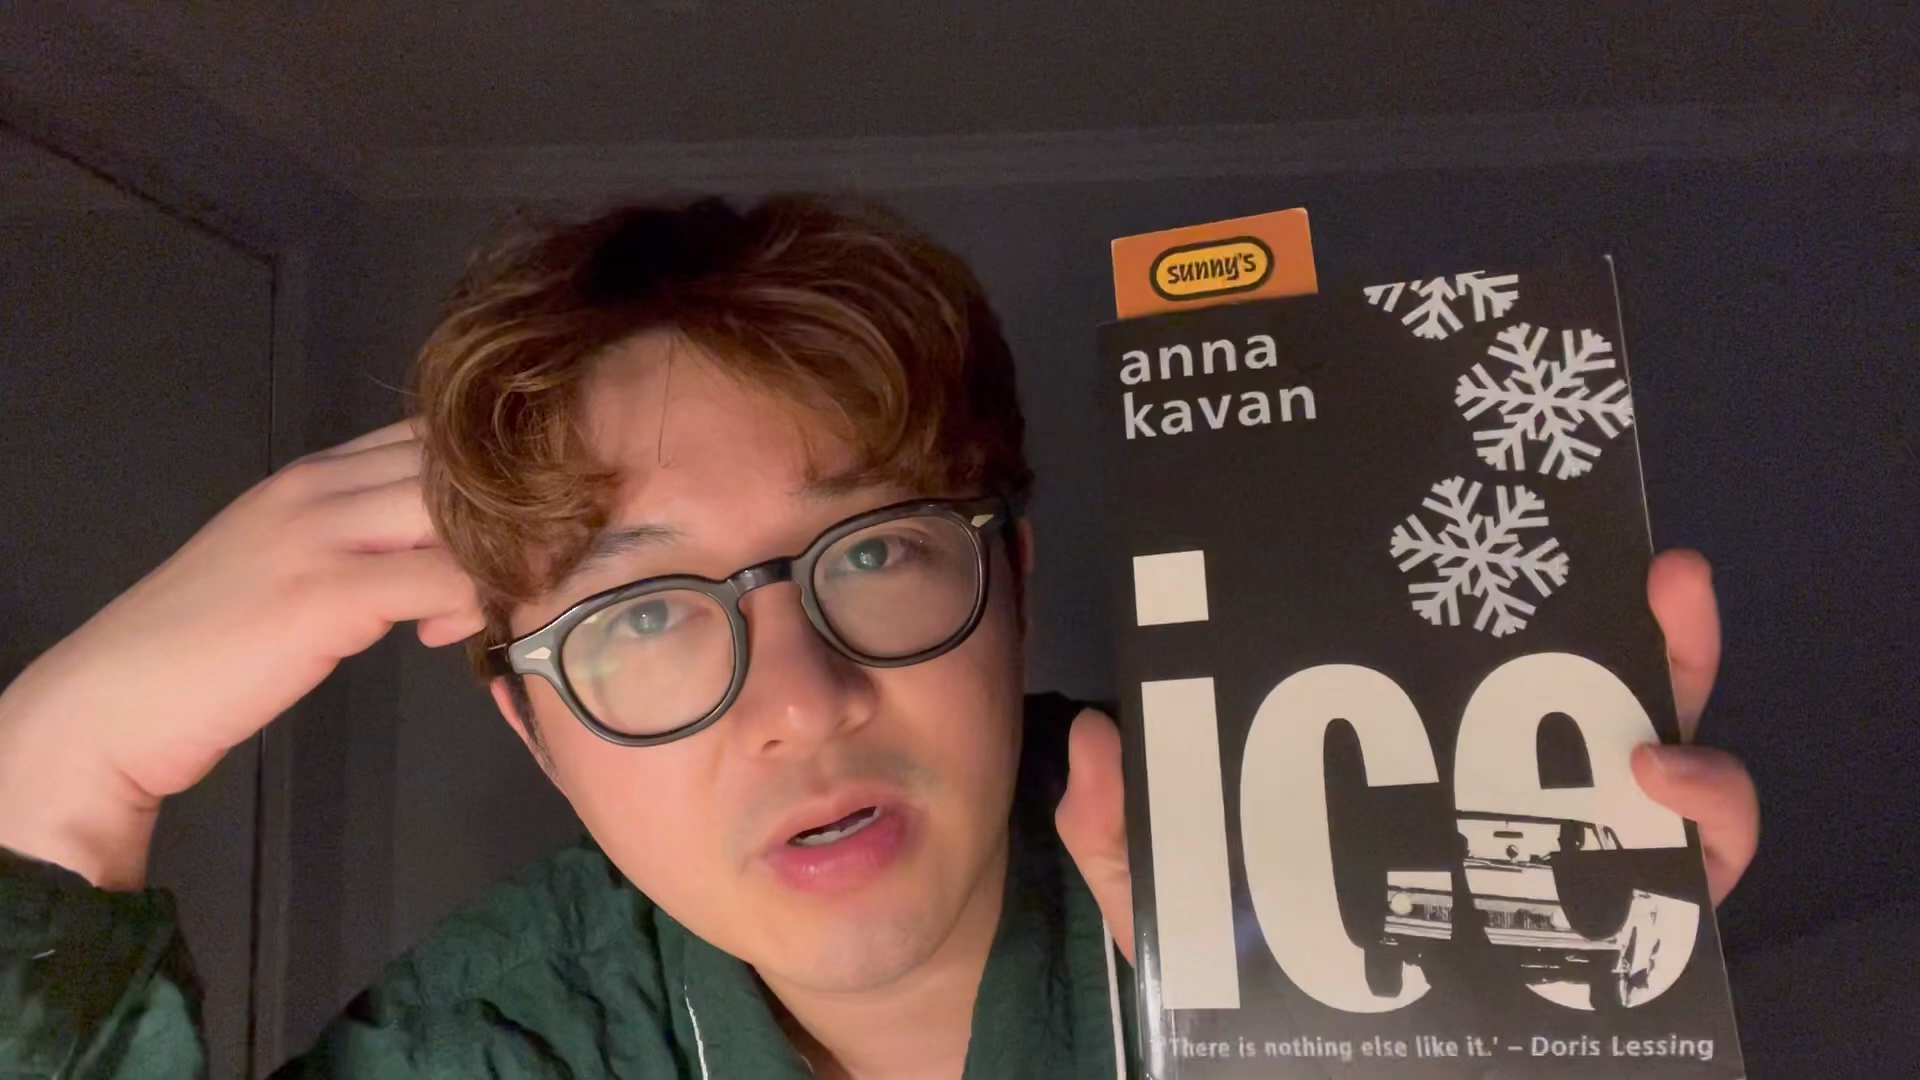 sunny's
anna
kavan
ice
'There is nothing else like it.' – Doris Lessing